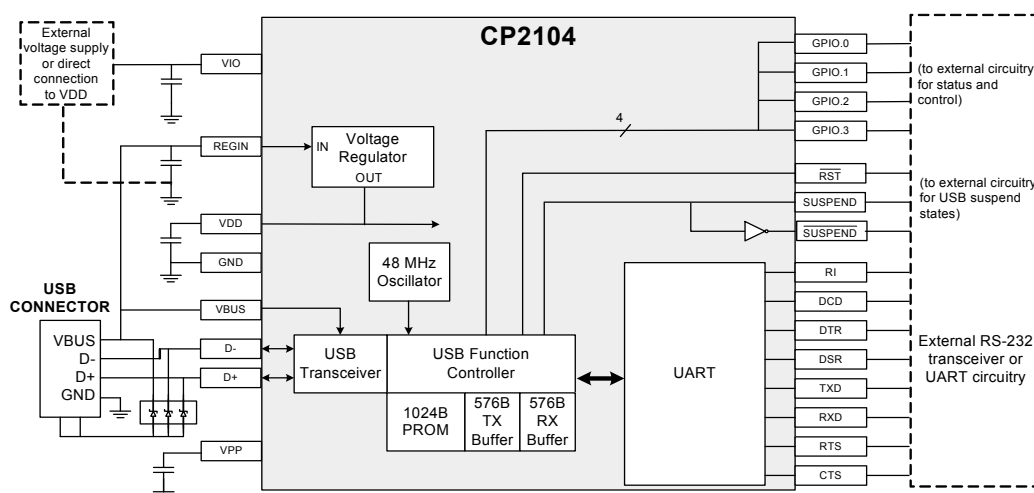 CP2104
External
voltage supply
or direct
connection
to VDD
VIO
REGIN
VDD
GND
VBUS
D-
D+
VPP
USB
CONNECTOR
VBUS
D-
D+
GND
IN
Voltage
Regulator
OUT
48 MHz
Oscillator
USB
Transceiver
USB Function
Controller
1024B
PROM
576B
TX
Buffer
576B
RX
Buffer
4
UART
GPIO.0
GPIO.1
GPIO.2
GPIO.3
RST
SUSPEND
SUSPEND
RI
DCD
DTR
DSR
TXD
RXD
RTS
CTS
(to external circuitry
for status and
control)
(to external circuitry
for USB suspend
states)
External RS-232
transceiver or
UART circuitry